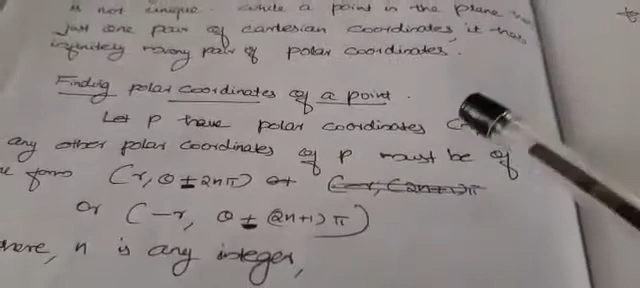 is not unique. while a point in the plane has
just one pair of cartesian coordinates, it has
infinitely many pair of polar coordinates.
Finding polar coordinates of a point.
Let P have polar coordinates
any other polar coordinates of P must be of
form (r, θ ± 2nπ) or
or (-r, θ ± (2n+1)π)
where, n is any integer,